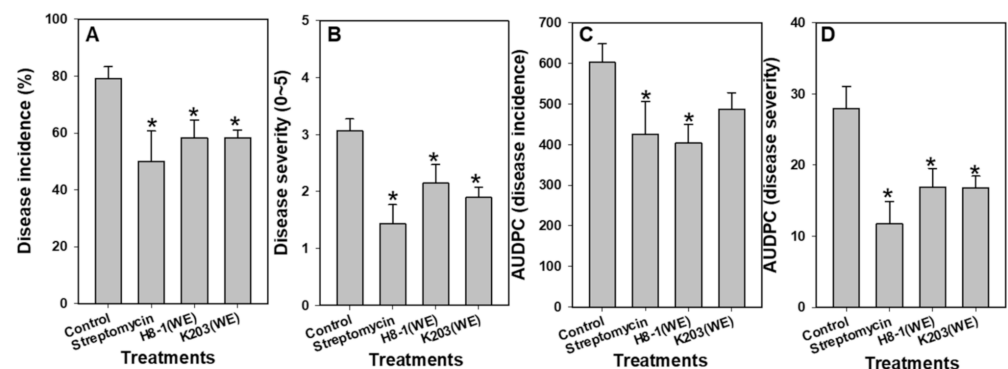 A
Disease incidence (%)
100
80
60
40
20
0
*
*
*
Control
Streptomycin
H8-1(WE)
K203(WE)
Treatments
B
Disease severity (0~5)
5
4
3
2
1
0
*
*
*
Control
Streptomycin
H8-1(WE)
K203(WE)
Treatments
C
AUDPC (disease incidence)
700
600
500
400
300
200
100
0
*
*
Control
Streptomycin
H8-1(WE)
K203(WE)
Treatments
D
AUDPC (disease severity)
40
30
20
10
0
*
*
*
Control
Streptomycin
H8-1(WE)
K203(WE)
Treatments